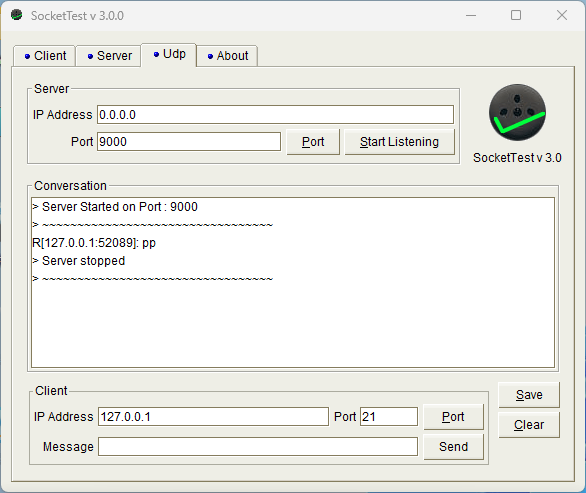 SocketTest v 3.0.0
Client Server Udp About
Server
IP Address 0.0.0.0
Port 9000 Port Start Listening
SocketTest v 3.0
Conversation
> Server Started on Port : 9000
> ~~~~~~~~~~~~~~~~~~~~~~~~~~~~~~~~~
R[127.0.0.1:52089]: pp
> Server stopped
> ~~~~~~~~~~~~~~~~~~~~~~~~~~~~~~~~~
Client
IP Address 127.0.0.1 Port 21 Port
Message Send
Save
Clear